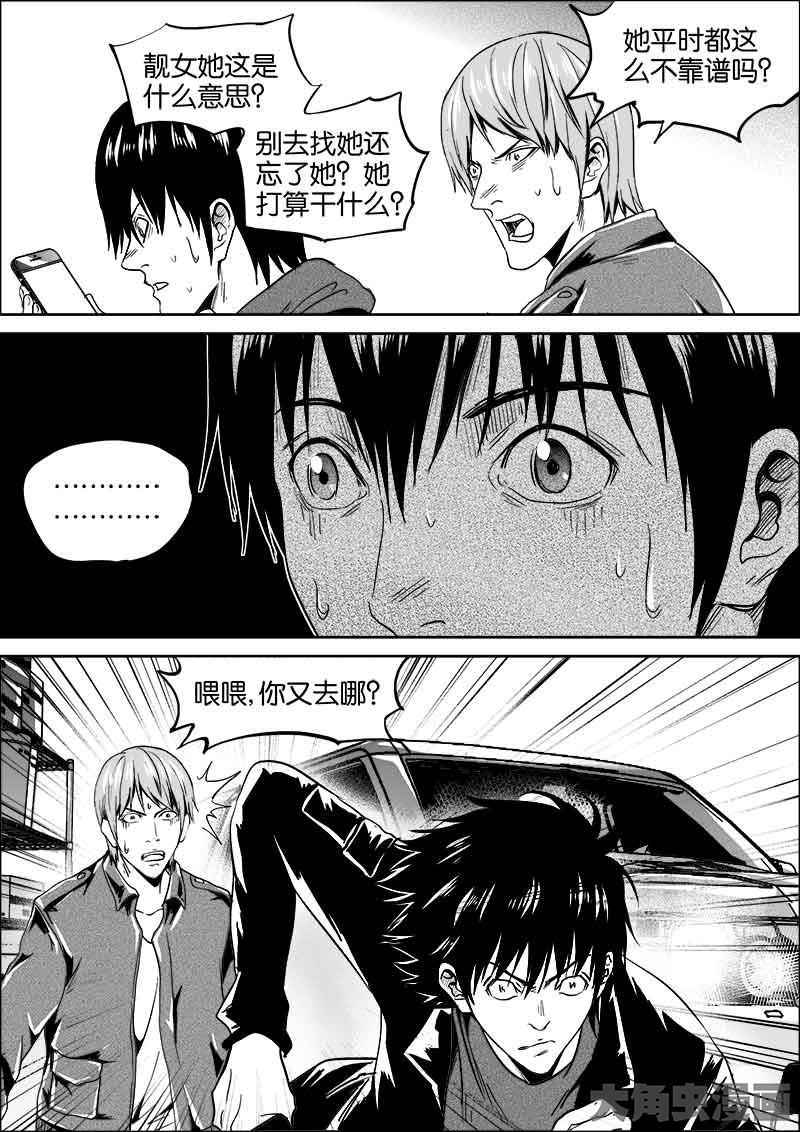 靓女她这是
什么意思？
别去找她还
忘了她？她
打算干什么？
她平时都这
么不靠谱吗？
…………
…………
喂喂,你又去哪？
大角虫漫画